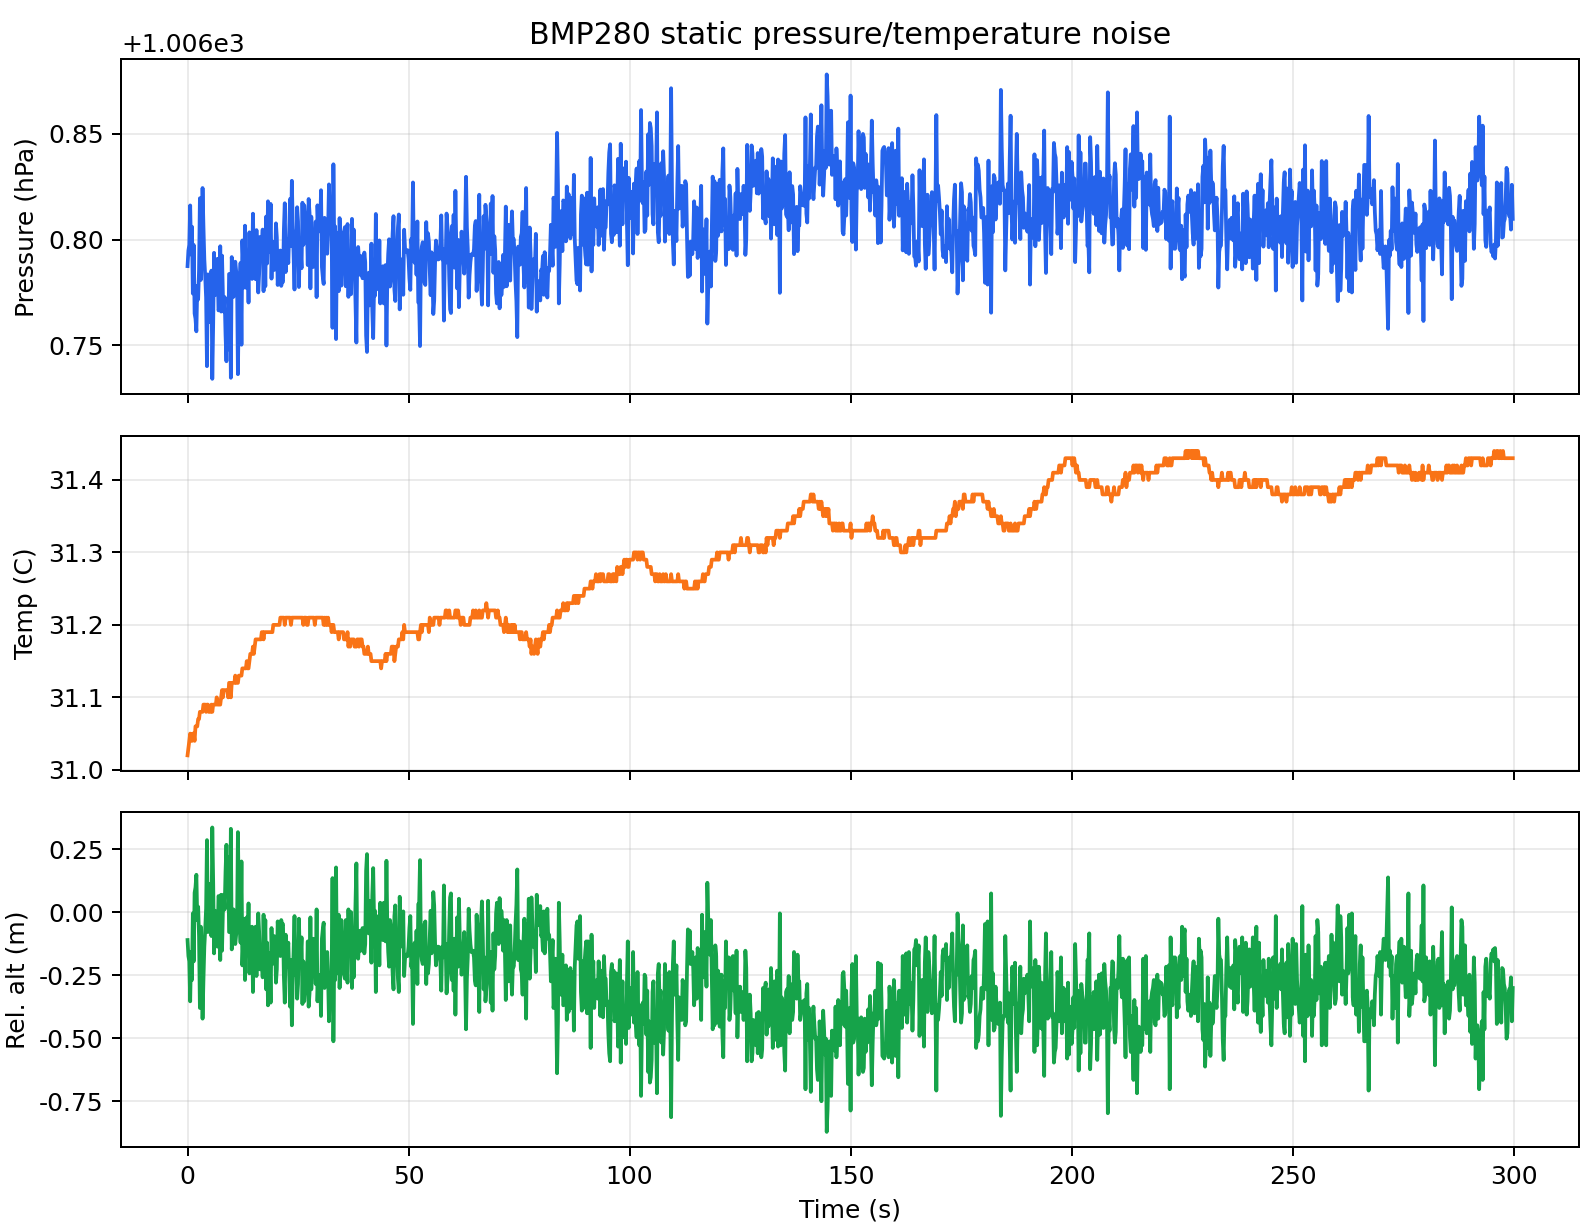 BMP280 static pressure/temperature noise
+1.006e3
Pressure (hPa)
0.85
0.80
0.75
Temp (C)
31.4
31.3
31.2
31.1
31.0
Rel. alt (m)
0.25
0.00
-0.25
-0.50
-0.75
0 50 100 150 200 250 300
Time (s)